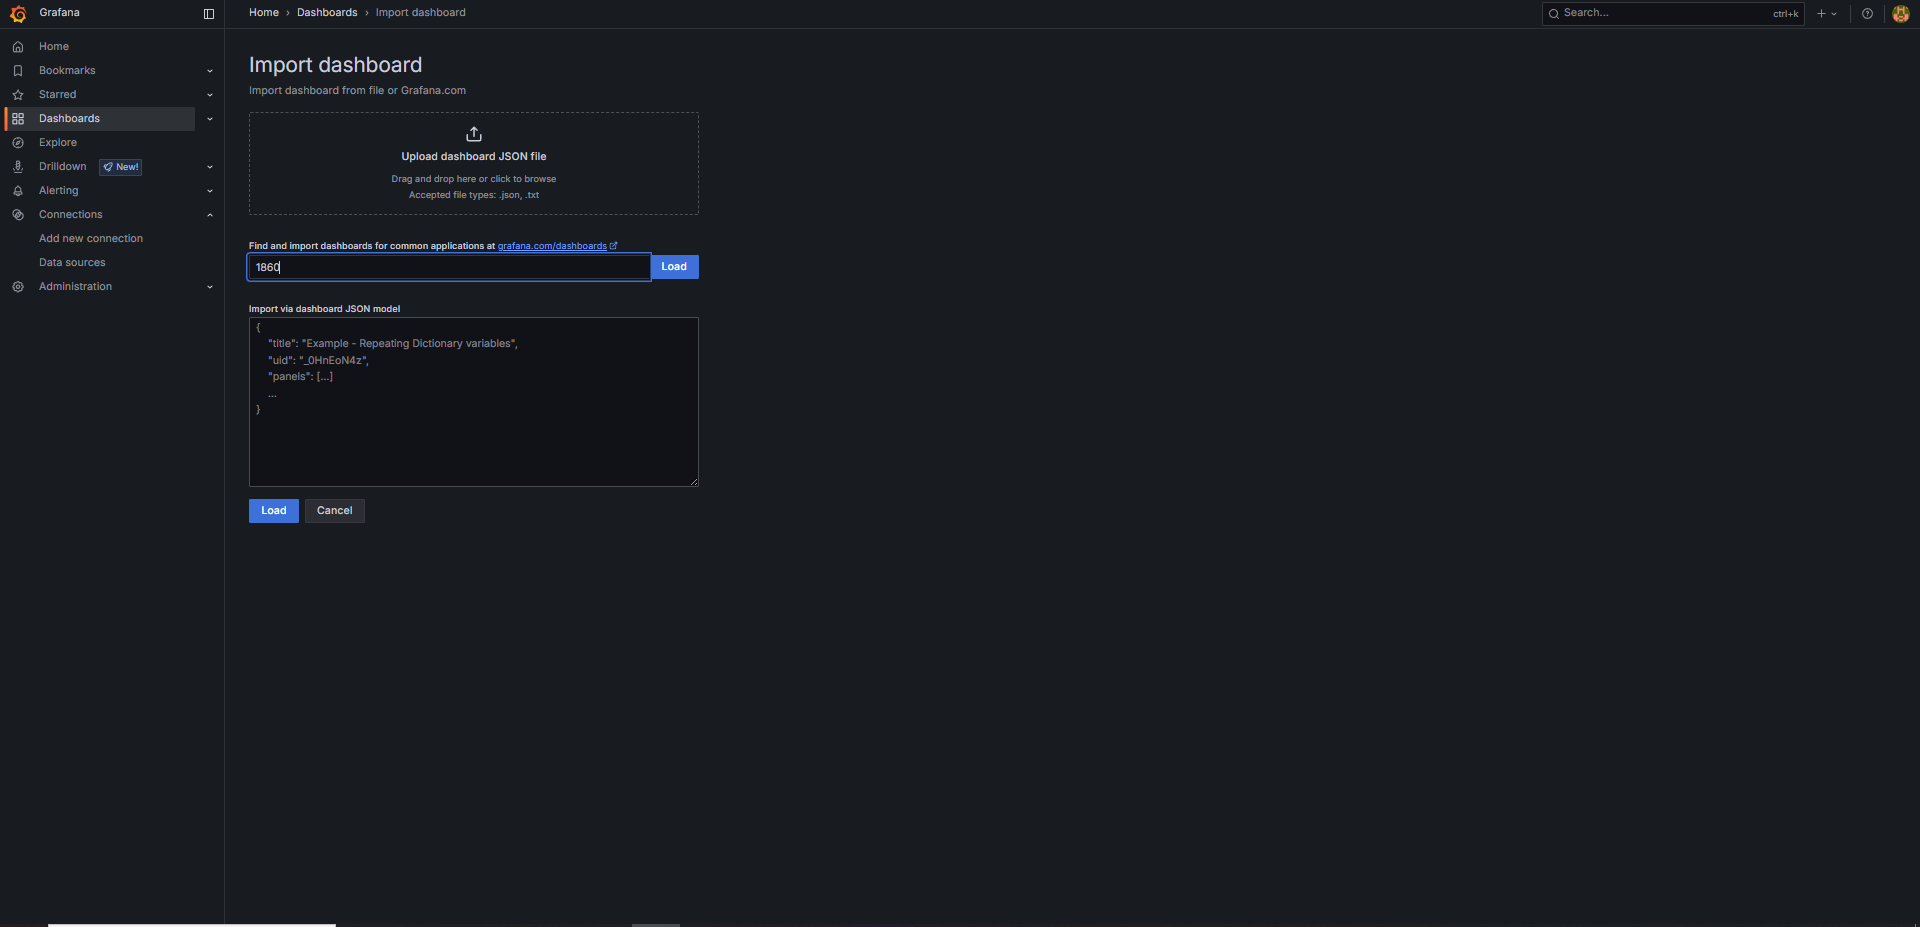 Grafana
Home › Dashboards › Import dashboard
Search...
ctrl+k
Home
Bookmarks
Starred
Dashboards
Explore
Drilldown
New!
Alerting
Connections
Add new connection
Data sources
Administration
Import dashboard
Import dashboard from file or Grafana.com
Upload dashboard JSON file
Drag and drop here or click to browse
Accepted file types: .json, .txt
Find and import dashboards for common applications at grafana.com/dashboards
1860
Load
Import via dashboard JSON model
{
"title": "Example - Repeating Dictionary variables",
"uid": "_0HnEoN4z",
"panels": [...]
...
}
Load
Cancel